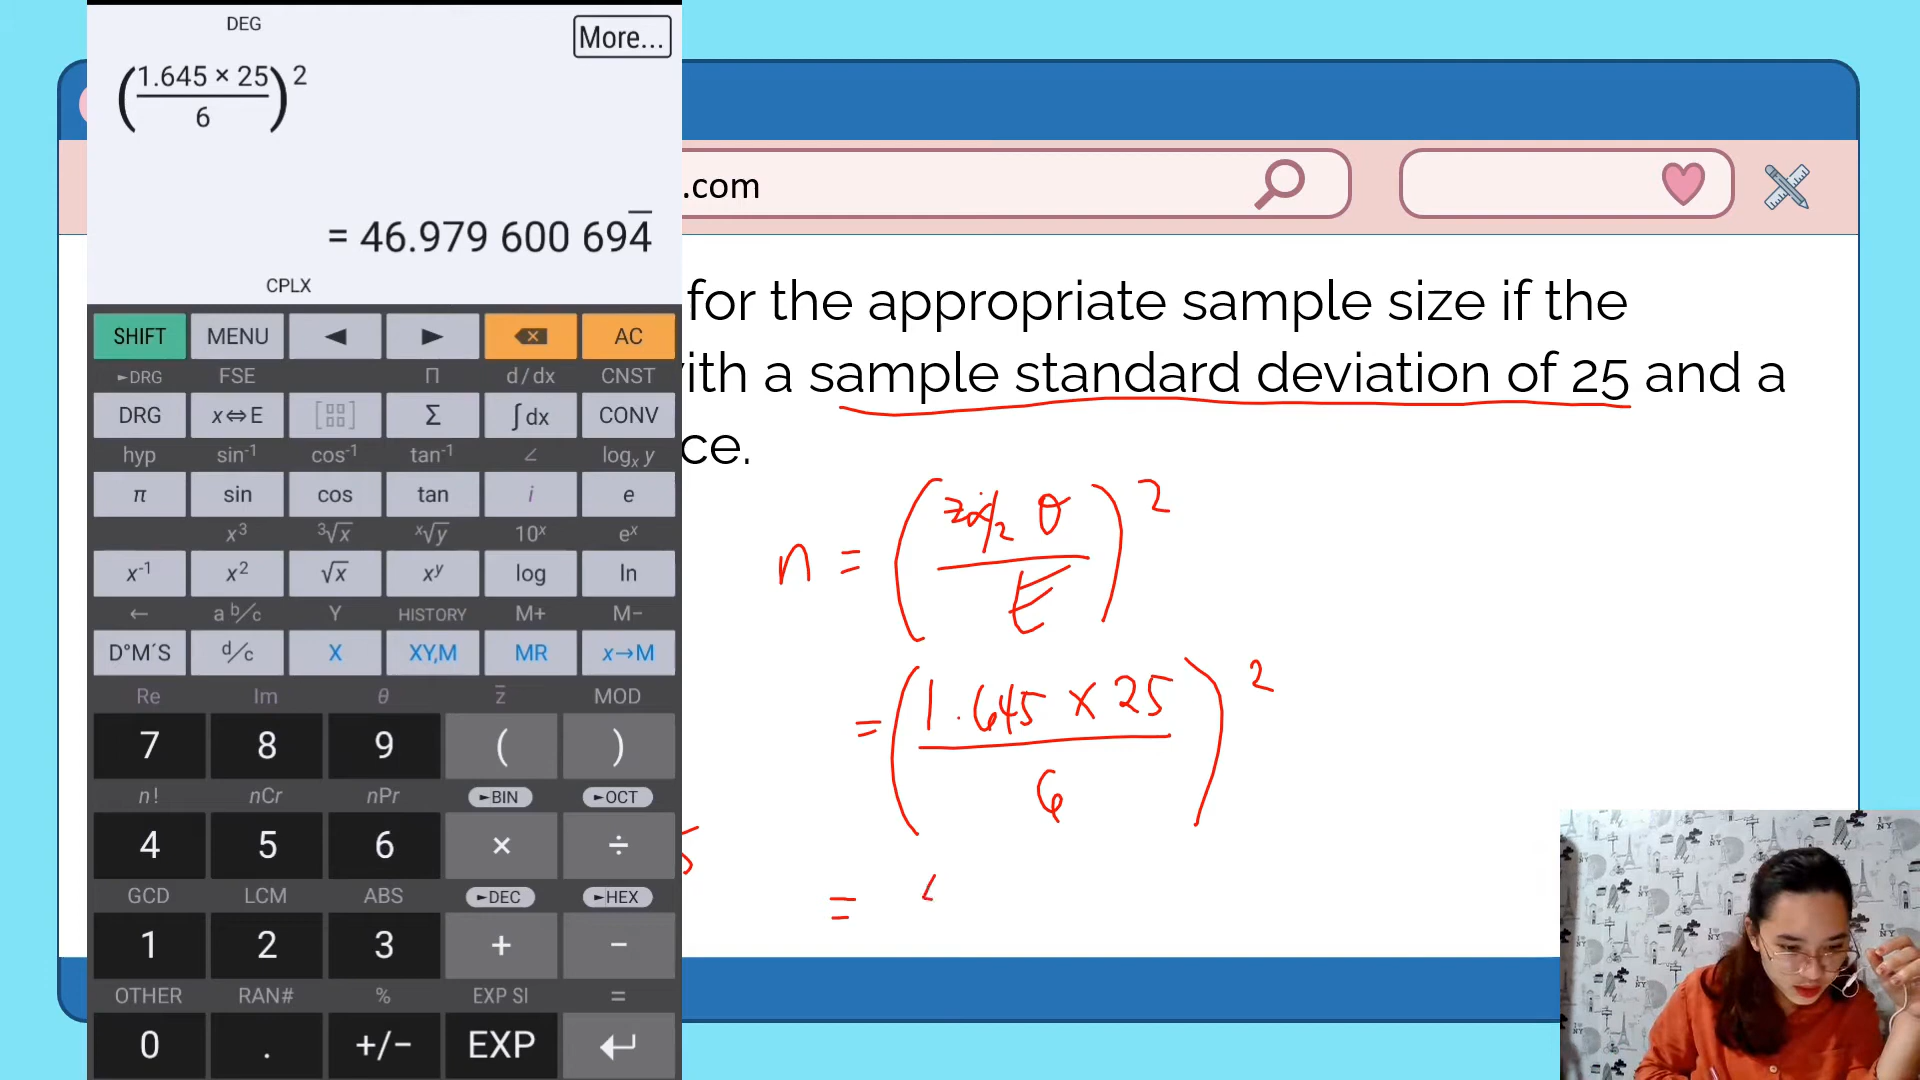 DEG
More...
(1.645 × 25 / 6)²
= 46.979 600 694̅
CPLX
SHIFT MENU ◄ ► ⌫ AC
►DRG FSE Π d/dx CNST
DRG x⇔E [□□] Σ ∫dx CONV
hyp sin⁻¹ cos⁻¹ tan⁻¹ ∠ logₓ y
π sin cos tan i e
x³ ³√x ˣ√y 10ˣ eˣ
x⁻¹ x² √x xʸ log ln
← a b/c Y HISTORY M+ M−
D°M´S d/c X XY,M MR x→M
Re Im θ z̅ MOD
7 8 9 ( )
n! nCr nPr ►BIN ►OCT
4 5 6 × ÷
GCD LCM ABS ►DEC ►HEX
1 2 3 + −
OTHER RAN# % EXP SI =
0 . +/− EXP ↵
.com
for the appropriate sample size if the
ith a sample standard deviation of 25 and a
ce.
n = (zα/2 σ / E)²
= (1.645 × 25 / 6)²
5
=